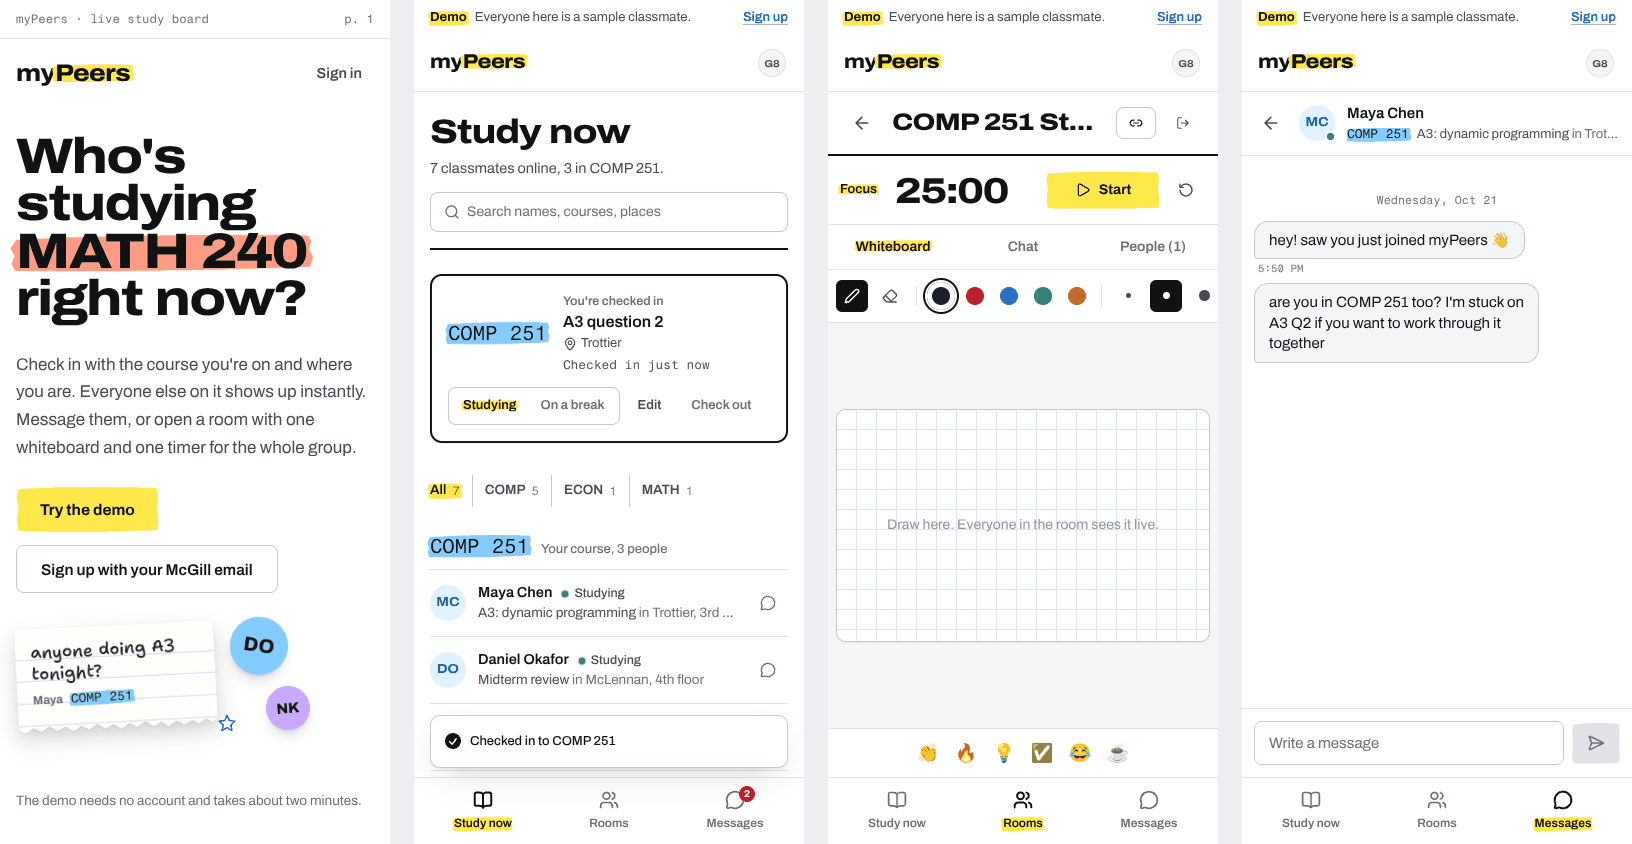 myPeers · live study board p. 1
myPeers Sign in
Who's
studying
MATH 240
right now?
Check in with the course you're on and where
you are. Everyone else on it shows up instantly.
Message them, or open a room with one
whiteboard and one timer for the whole group.
Try the demo
Sign up with your McGill email
anyone doing A3
tonight?
Maya COMP 251
DO
NK
The demo needs no account and takes about two minutes.
Demo Everyone here is a sample classmate. Sign up
myPeers G8
Study now
7 classmates online, 3 in COMP 251.
Search names, courses, places
You're checked in
COMP 251 A3 question 2
Trottier
Checked in just now
Studying On a break Edit Check out
All 7 COMP 5 ECON 1 MATH 1
COMP 251 Your course, 3 people
MC Maya Chen Studying
A3: dynamic programming in Trottier, 3rd ...
DO Daniel Okafor Studying
Midterm review in McLennan, 4th floor
Checked in to COMP 251
2
Study now Rooms Messages
Demo Everyone here is a sample classmate. Sign up
myPeers G8
COMP 251 St...
Focus 25:00 Start
Whiteboard Chat People (1)
Draw here. Everyone in the room sees it live.
👏 🔥 💡 ✅ 😂 ☕
Study now Rooms Messages
Demo Everyone here is a sample classmate. Sign up
myPeers G8
MC Maya Chen
COMP 251 A3: dynamic programming in Trot...
Wednesday, Oct 21
hey! saw you just joined myPeers 👋
5:50 PM
are you in COMP 251 too? I'm stuck on
A3 Q2 if you want to work through it
together
Write a message
Study now Rooms Messages